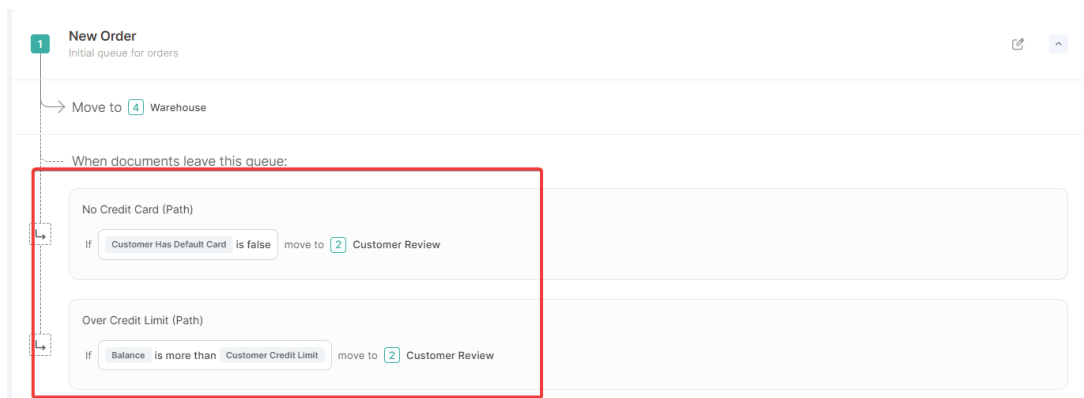 1 New Order
Initial queue for orders
Move to 4 Warehouse
When documents leave this queue:
No Credit Card (Path)
If Customer Has Default Card is false move to 2 Customer Review
Over Credit Limit (Path)
If Balance is more than Customer Credit Limit move to 2 Customer Review